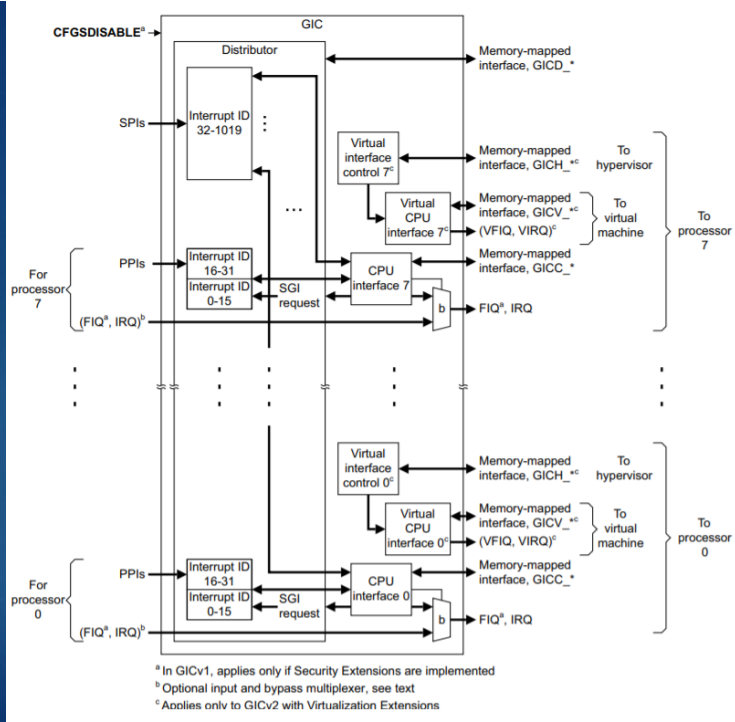 GIC
CFGSDISABLEᵃ
Distributor
Memory-mapped
interface, GICD_*
Interrupt ID
32-1019
SPIs
Virtual
interface
control 7ᶜ
Memory-mapped
interface, GICH_*ᶜ
To
hypervisor
Virtual
CPU
interface 7ᶜ
Memory-mapped
interface, GICV_*ᶜ
(VFIQ, VIRQ)ᶜ
To
virtual
machine
To
processor
7
For
processor
7
PPIs
Interrupt ID
16-31
Interrupt ID
0-15
SGI
request
CPU
interface 7
Memory-mapped
interface, GICC_*
(FIQᵃ, IRQ)ᵇ
b
FIQᵃ, IRQ
Virtual
interface
control 0ᶜ
Memory-mapped
interface, GICH_*ᶜ
To
hypervisor
Virtual
CPU
interface 0ᶜ
Memory-mapped
interface, GICV_*ᶜ
(VFIQ, VIRQ)ᶜ
To
virtual
machine
To
processor
0
For
processor
0
PPIs
Interrupt ID
16-31
Interrupt ID
0-15
SGI
request
CPU
interface 0
Memory-mapped
interface, GICC_*
(FIQᵃ, IRQ)ᵇ
b
FIQᵃ, IRQ
ᵃ In GICv1, applies only if Security Extensions are implemented
ᵇ Optional input and bypass multiplexer, see text
ᶜ Applies only to GICv2 with Virtualization Extensions